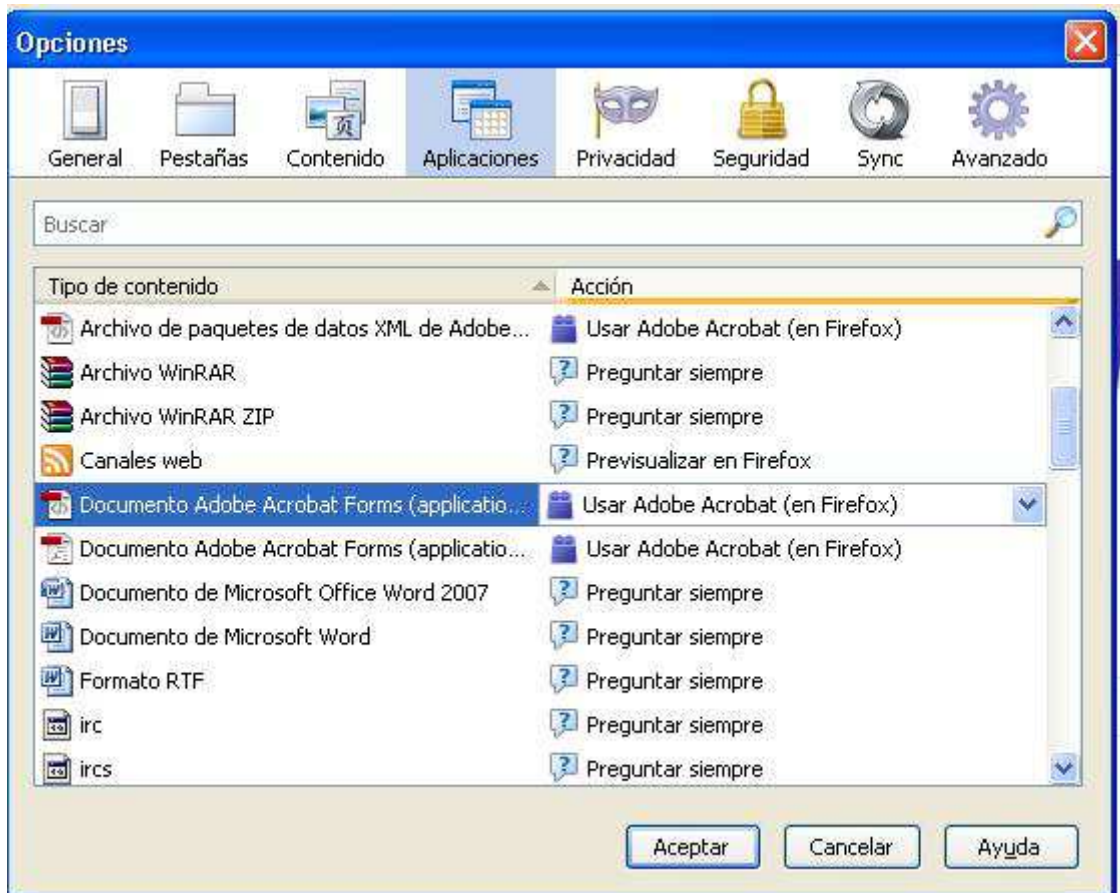 Opciones
General Pestañas Contenido Aplicaciones Privacidad Seguridad Sync Avanzado
Buscar
Tipo de contenido Acción
Archivo de paquetes de datos XML de Adobe... Usar Adobe Acrobat (en Firefox)
Archivo WinRAR Preguntar siempre
Archivo WinRAR ZIP Preguntar siempre
Canales web Previsualizar en Firefox
Documento Adobe Acrobat Forms (applicatio... Usar Adobe Acrobat (en Firefox)
Documento Adobe Acrobat Forms (applicatio... Usar Adobe Acrobat (en Firefox)
Documento de Microsoft Office Word 2007 Preguntar siempre
Documento de Microsoft Word Preguntar siempre
Formato RTF Preguntar siempre
irc Preguntar siempre
ircs Preguntar siempre
Aceptar Cancelar Ayuda